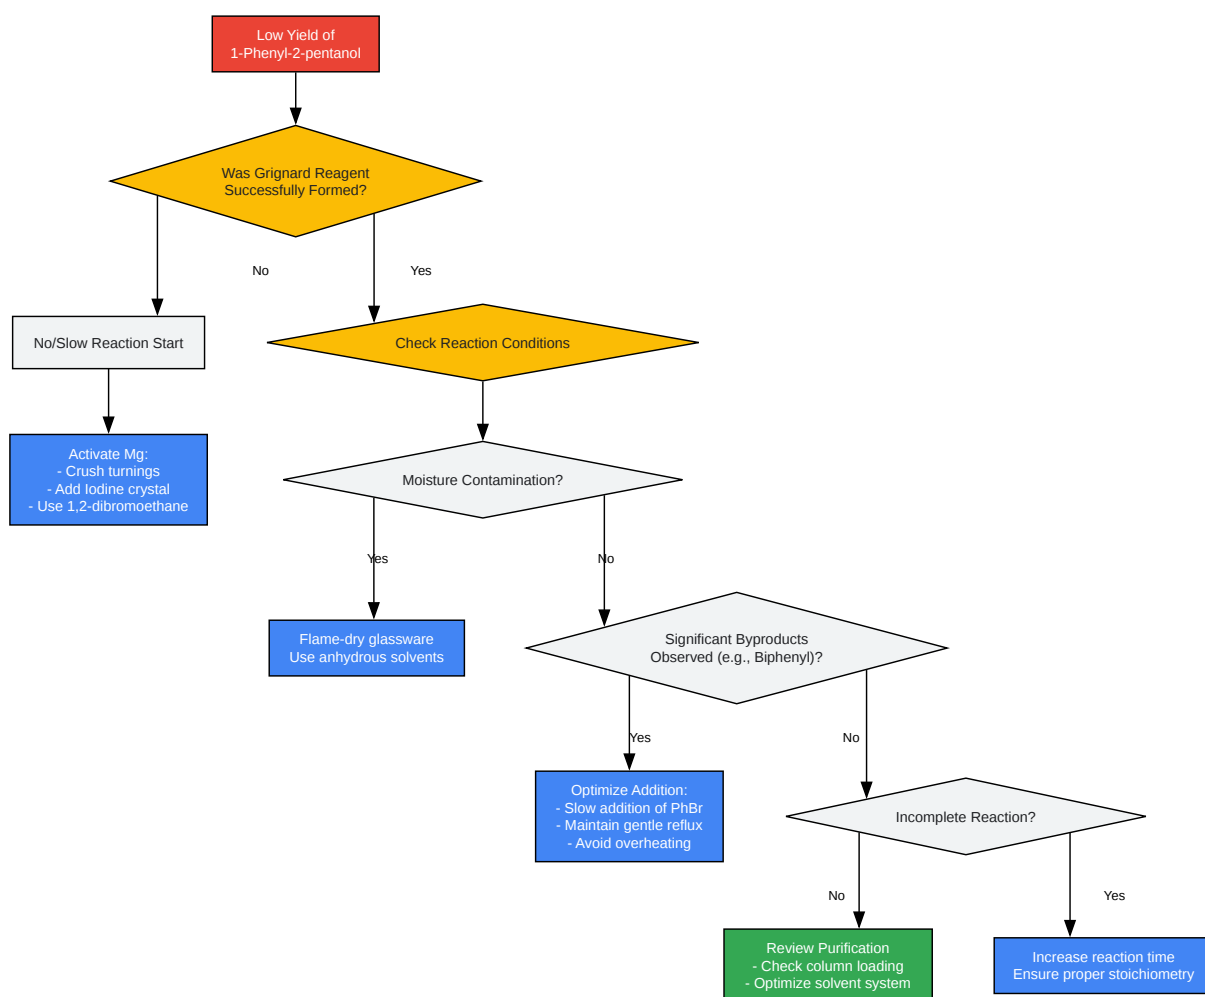 Low Yield of
1-Phenyl-2-pentanol
Was Grignard Reagent
Successfully Formed?
No
Yes
No/Slow Reaction Start
Check Reaction Conditions
Activate Mg:
- Crush turnings
- Add Iodine crystal
- Use 1,2-dibromoethane
Moisture Contamination?
Yes
No
Flame-dry glassware
Use anhydrous solvents
Significant Byproducts
Observed (e.g., Biphenyl)?
Yes
No
Optimize Addition:
- Slow addition of PhBr
- Maintain gentle reflux
- Avoid overheating
Incomplete Reaction?
No
Yes
Review Purification
- Check column loading
- Optimize solvent system
Increase reaction time
Ensure proper stoichiometry